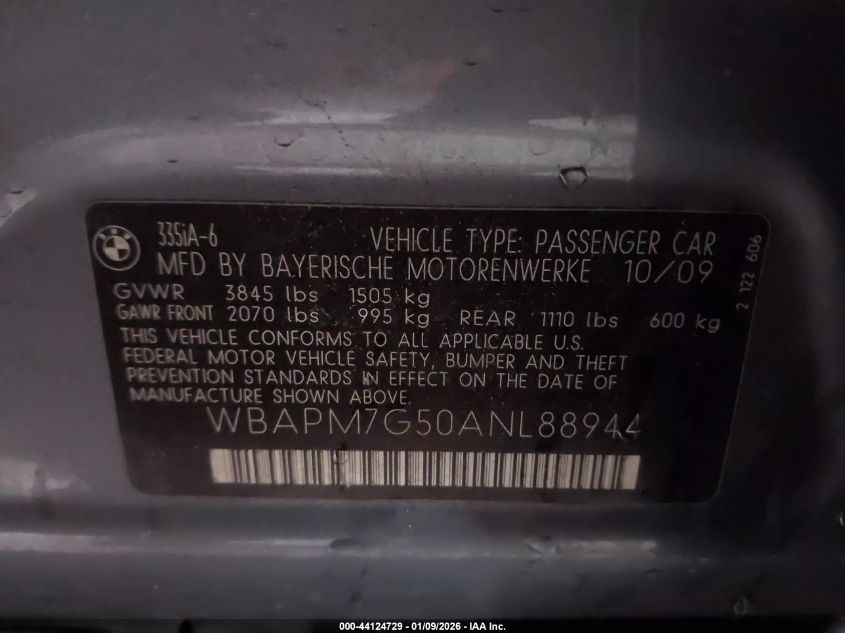 335iA-6 VEHICLE TYPE: PASSENGER CAR
MFD BY BAYERISCHE MOTORENWERKE 10/09
GVWR 3845 lbs 1505 kg
GAWR FRONT 2070 lbs 995 kg REAR 1110 lbs 600 kg
THIS VEHICLE CONFORMS TO ALL APPLICABLE U.S.
FEDERAL MOTOR VEHICLE SAFETY, BUMPER AND THEFT
PREVENTION STANDARDS IN EFFECT ON THE DATE OF
MANUFACTURE SHOWN ABOVE.
WBAPM7G50ANL88944
2 122 606
000-44124729 - 01/09/2026 - IAA Inc.